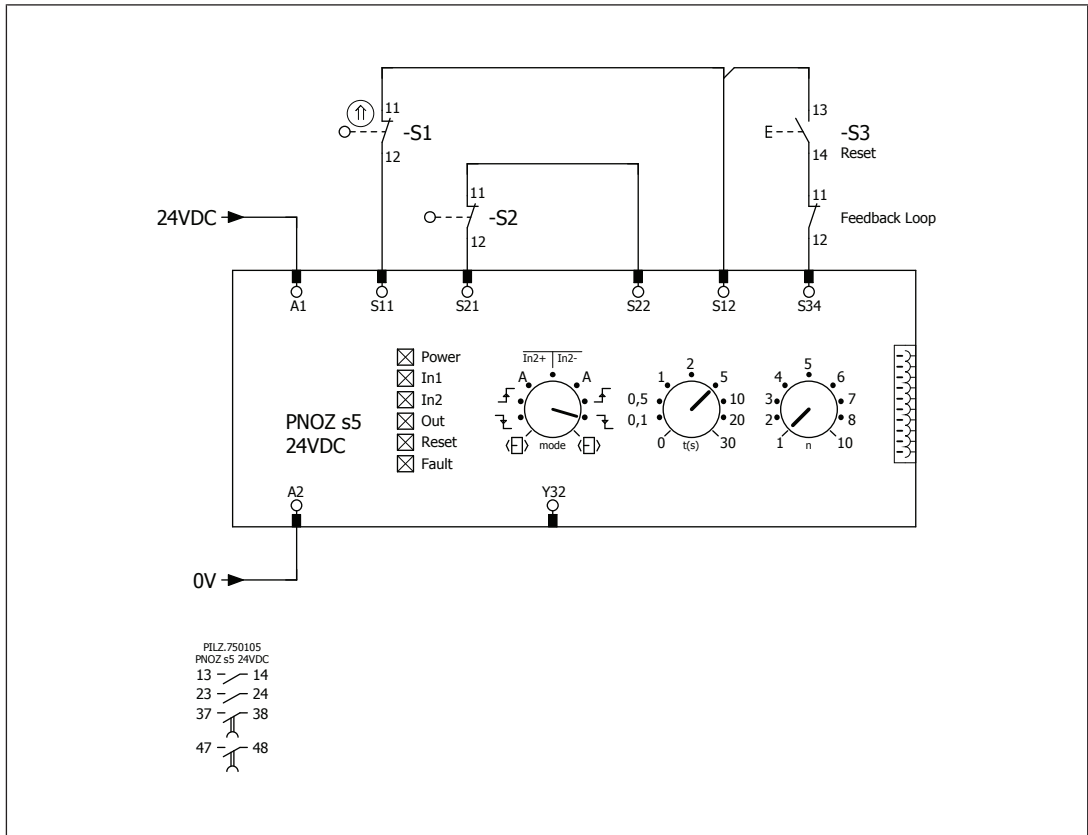 11
-S1
12
13
E
-S3
14
Reset
11
-S2
12
11
Feedback Loop
12
24VDC
A1
S11
S21
S22
S12
S34
PNOZ s5
24VDC
Power
In1
In2
Out
Reset
Fault
In2+
In2-
A
A
mode
0
0,1
0,5
1
2
5
10
20
30
t(s)
1
2
3
4
5
6
7
8
10
n
A2
Y32
0V
PILZ.750105
PNOZ s5 24VDC
13 14
23 24
37 38
47 48